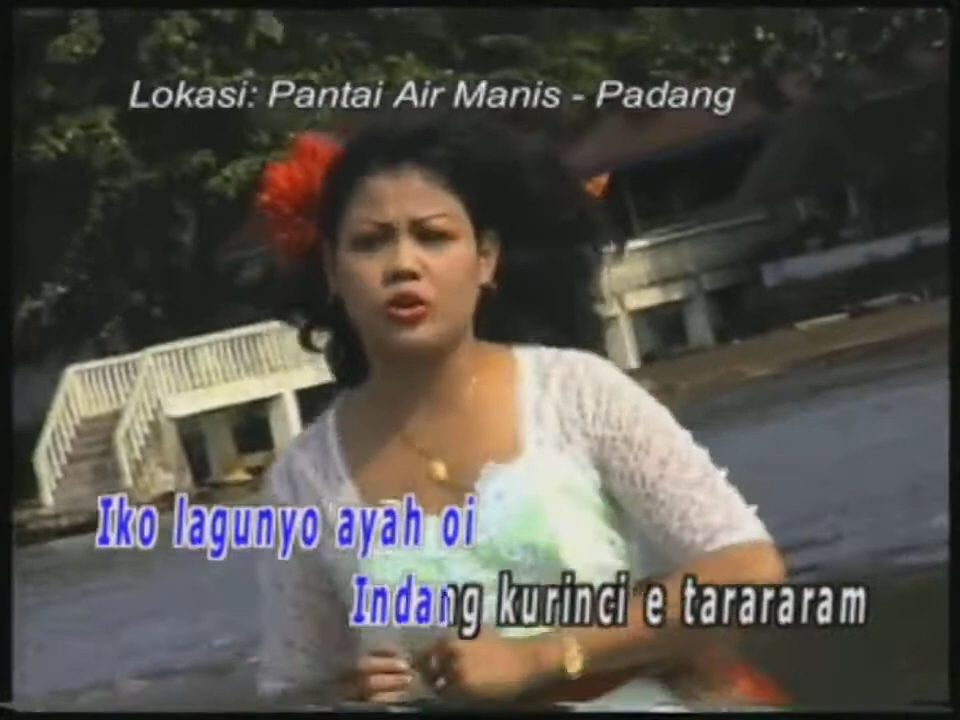 Lokasi: Pantai Air Manis - Padang
Iko lagunyo ayah oi
Indang kurinci e tarararam